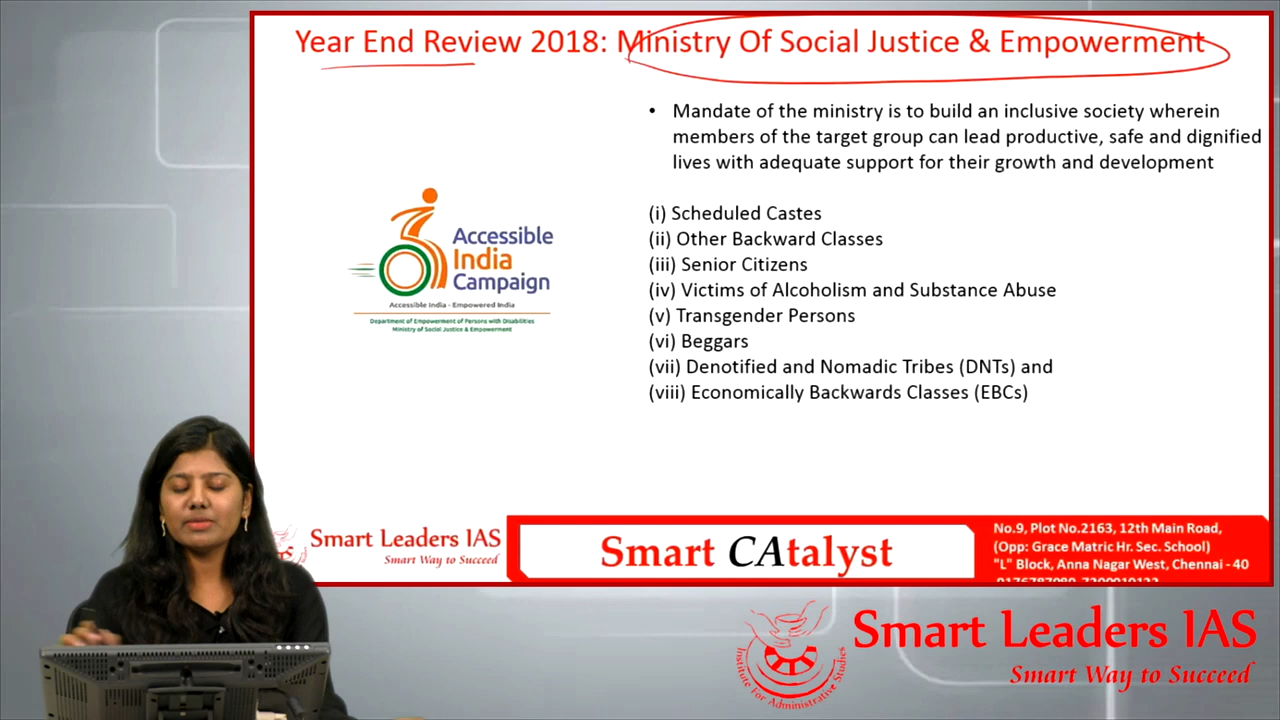 Year End Review 2018: Ministry Of Social Justice & Empowerment
• Mandate of the ministry is to build an inclusive society wherein
members of the target group can lead productive, safe and dignified
lives with adequate support for their growth and development
Accessible
India
Campaign
Accessible India - Empowered India
Department of Empowerment of Persons with Disabilities
Ministry of Social Justice & Empowerment
(i) Scheduled Castes
(ii) Other Backward Classes
(iii) Senior Citizens
(iv) Victims of Alcoholism and Substance Abuse
(v) Transgender Persons
(vi) Beggars
(vii) Denotified and Nomadic Tribes (DNTs) and
(viii) Economically Backwards Classes (EBCs)
Smart Leaders IAS
Smart Way to Succeed
Smart CAtalyst
No.9, Plot No.2163, 12th Main Road,
(Opp: Grace Matric Hr. Sec. School)
"L" Block, Anna Nagar West, Chennai - 40
Institute For Administrative Studies
Smart Leaders IAS
Smart Way to Succeed